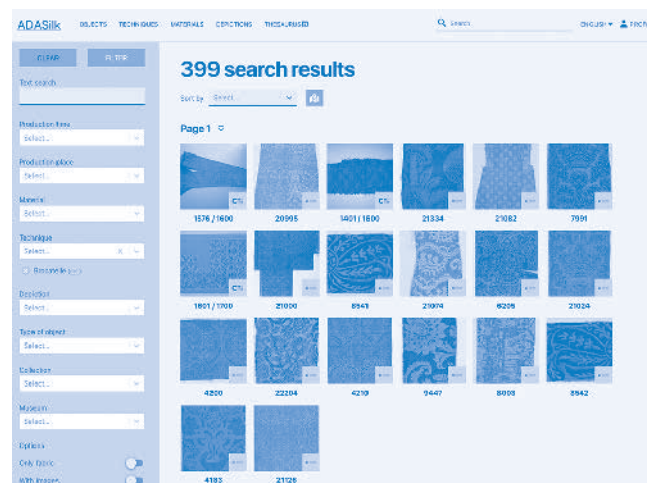 ADASilk OBJECTS TECHNIQUES MATERIALS DEPICTIONS THESAURUS Search ENGLISH
CLEAR FILTER
399 search results
Text search
Sort by Select
Production time
Select...
Page 1
Production place
Select...
Material
Select...
1576 / 1600 20995 1401 / 1600 21334 21082 7991
Technique
Select...
Depiction
Select...
1601 / 1700 21000 8541 21074 6205 21024
Type of object
Select...
Collection
Select...
4200 22204 4210 9447 8003 8542
Museum
Select...
Options
Only fabric
With images
4183 21126